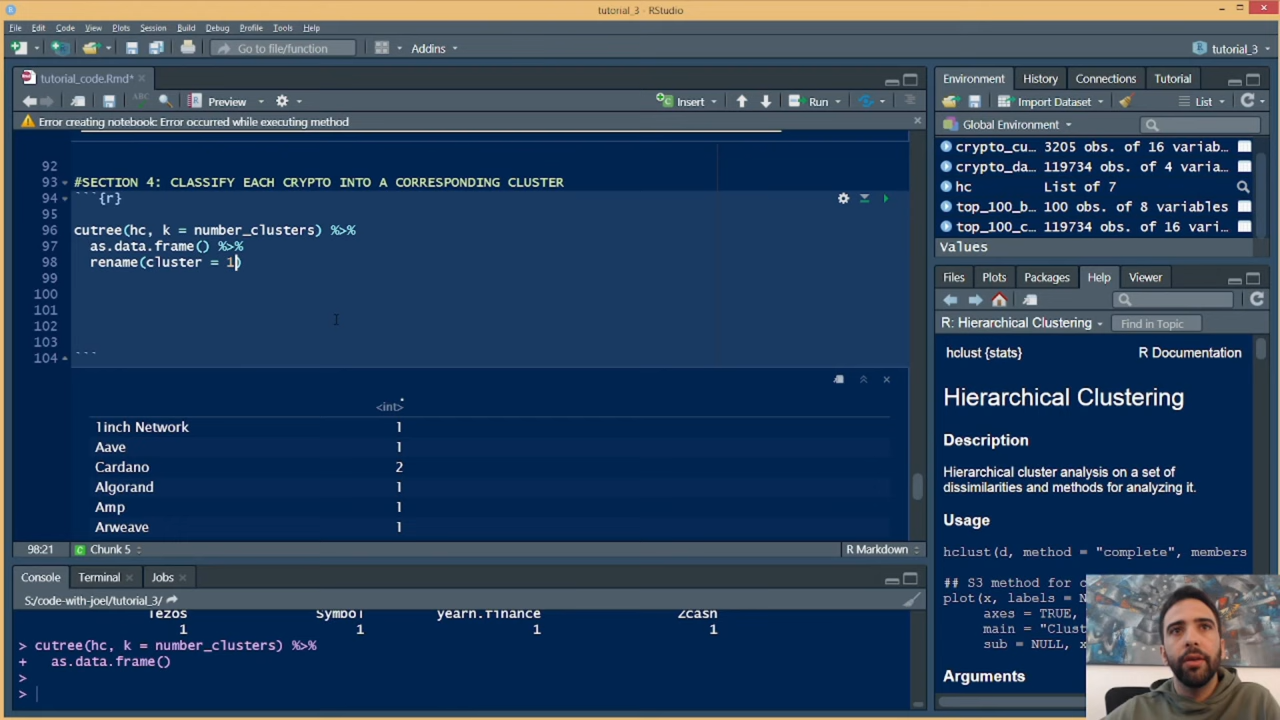 tutorial_3 - RStudio
File Edit Code View Plots Session Build Debug Profile Tools Help
Go to file/function Addins tutorial_3
tutorial_code.Rmd*
Preview Insert Run
Error creating notebook: Error occurred while executing method
92
93 #SECTION 4: CLASSIFY EACH CRYPTO INTO A CORRESPONDING CLUSTER
94 ```{r}
95
96 cutree(hc, k = number_clusters) %>%
97 as.data.frame() %>%
98 rename(cluster = 1)
99
100
101
102
103
104 ```
.
<int>
1inch Network 1
Aave 1
Cardano 2
Algorand 1
Amp 1
Arweave 1
98:21 Chunk 5 R Markdown
Console Terminal Jobs
S:/code-with-joel/tutorial_3/
Tezos Symbol yearn.finance Zcash
1 1 1 1
> cutree(hc, k = number_clusters) %>%
+ as.data.frame()
>
>
Environment History Connections Tutorial
Import Dataset List
Global Environment
crypto_cu… 3205 obs. of 16 variab…
crypto_da… 119734 obs. of 4 varia…
hc List of 7
top_100_b… 100 obs. of 8 variables
top_100_c… 119734 obs. of 16 vari…
Values
Files Plots Packages Help Viewer
R: Hierarchical Clustering Find in Topic
hclust {stats} R Documentation
Hierarchical Clustering
Description
Hierarchical cluster analysis on a set of
dissimilarities and methods for analyzing it.
Usage
hclust(d, method = "complete", members
## S3 method for c
plot(x, labels = N
axes = TRUE,
main = "Clust
sub = NULL, x
Arguments